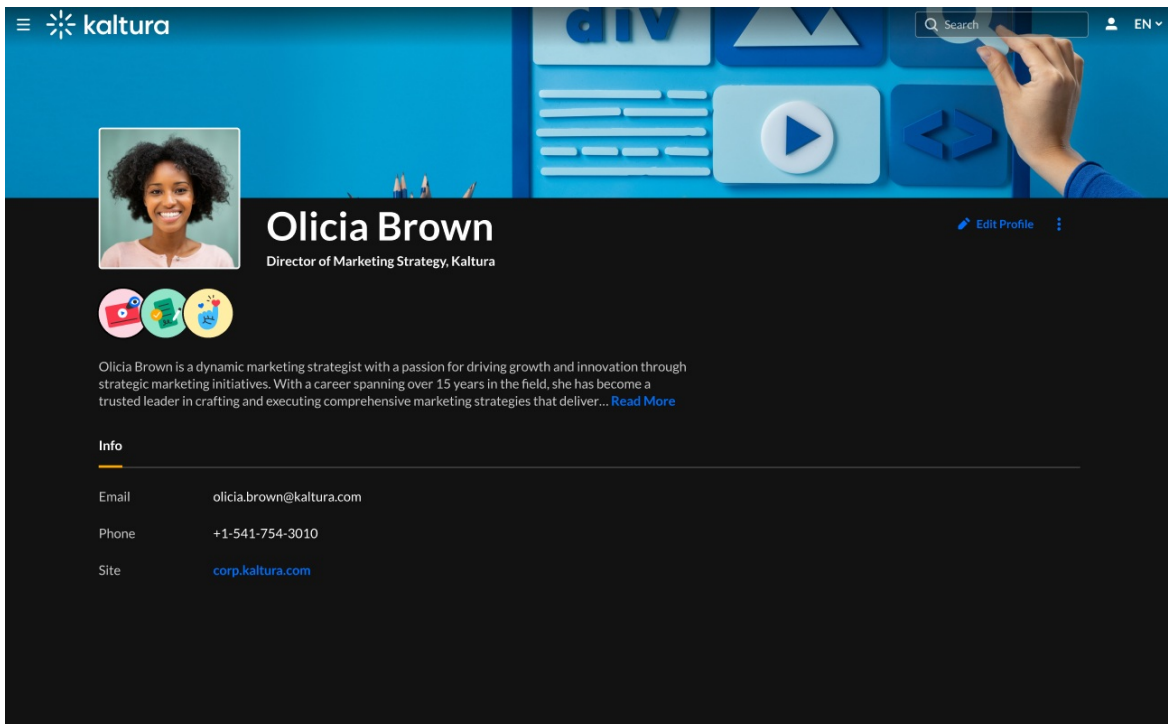 kaltura
Search
EN
div
Olicia Brown
Edit Profile
Director of Marketing Strategy, Kaltura
Olicia Brown is a dynamic marketing strategist with a passion for driving growth and innovation through
strategic marketing initiatives. With a career spanning over 15 years in the field, she has become a
trusted leader in crafting and executing comprehensive marketing strategies that deliver... Read More
Info
Email olicia.brown@kaltura.com
Phone +1-541-754-3010
Site corp.kaltura.com